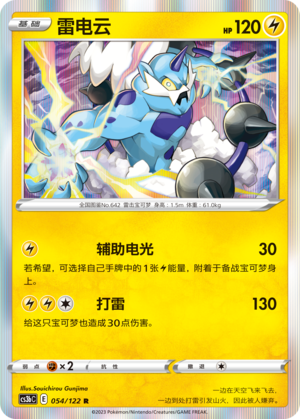 基础 雷电云 HP 120
全国图鉴No.642 雷击宝可梦 身高：1.5m 体重：61.0kg
辅助电光 30
若希望，可选择自己手牌中的1张能量，附着于备战宝可梦身上。
打雷 130
给这只宝可梦也造成30点伤害。
弱点 ×2 抗性 撤退
Illus.Souichirou Gunjima
cs3bC E 054/122 R
一边在天空飞来飞去，
一边到处打雷引发山火，因此被人嫌弃。
©2023 Pokémon/Nintendo/Creatures/GAME FREAK.